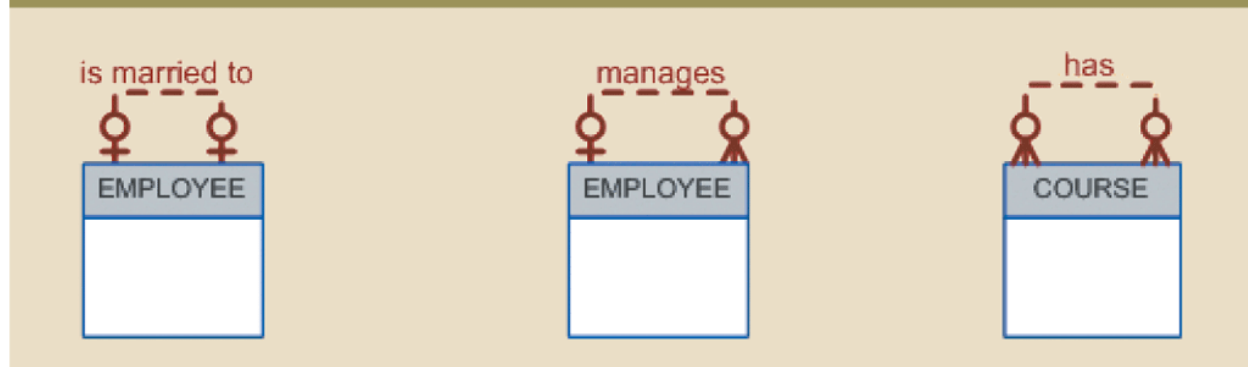 is married to
manages
has
EMPLOYEE
EMPLOYEE
COURSE